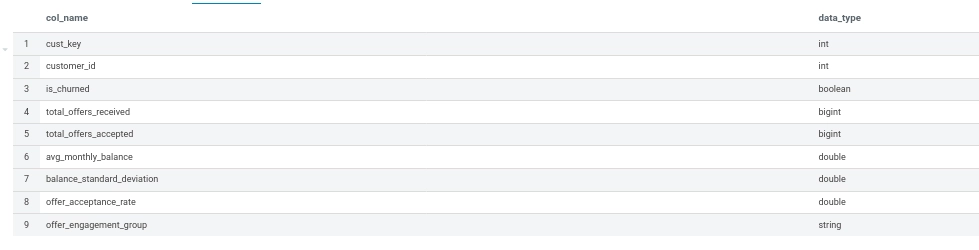 col_name data_type
1 cust_key int
2 customer_id int
3 is_churned boolean
4 total_offers_received bigint
5 total_offers_accepted bigint
6 avg_monthly_balance double
7 balance_standard_deviation double
8 offer_acceptance_rate double
9 offer_engagement_group string